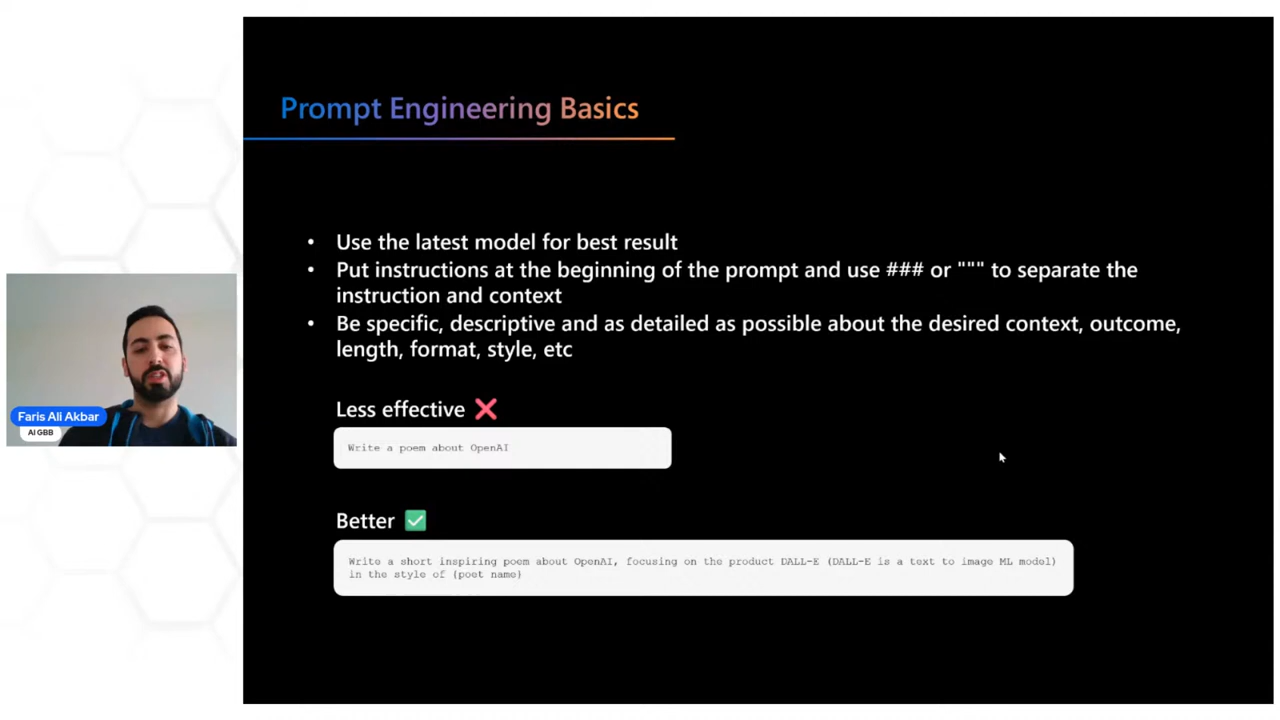 Prompt Engineering Basics
• Use the latest model for best result
• Put instructions at the beginning of the prompt and use ### or """ to separate the
instruction and context
• Be specific, descriptive and as detailed as possible about the desired context, outcome,
length, format, style, etc
Less effective ❌
Write a poem about OpenAI
Better ✅
Write a short inspiring poem about OpenAI, focusing on the product DALL-E (DALL-E is a text to image ML model)
in the style of {poet name}
Faris Ali Akbar
AI GBB